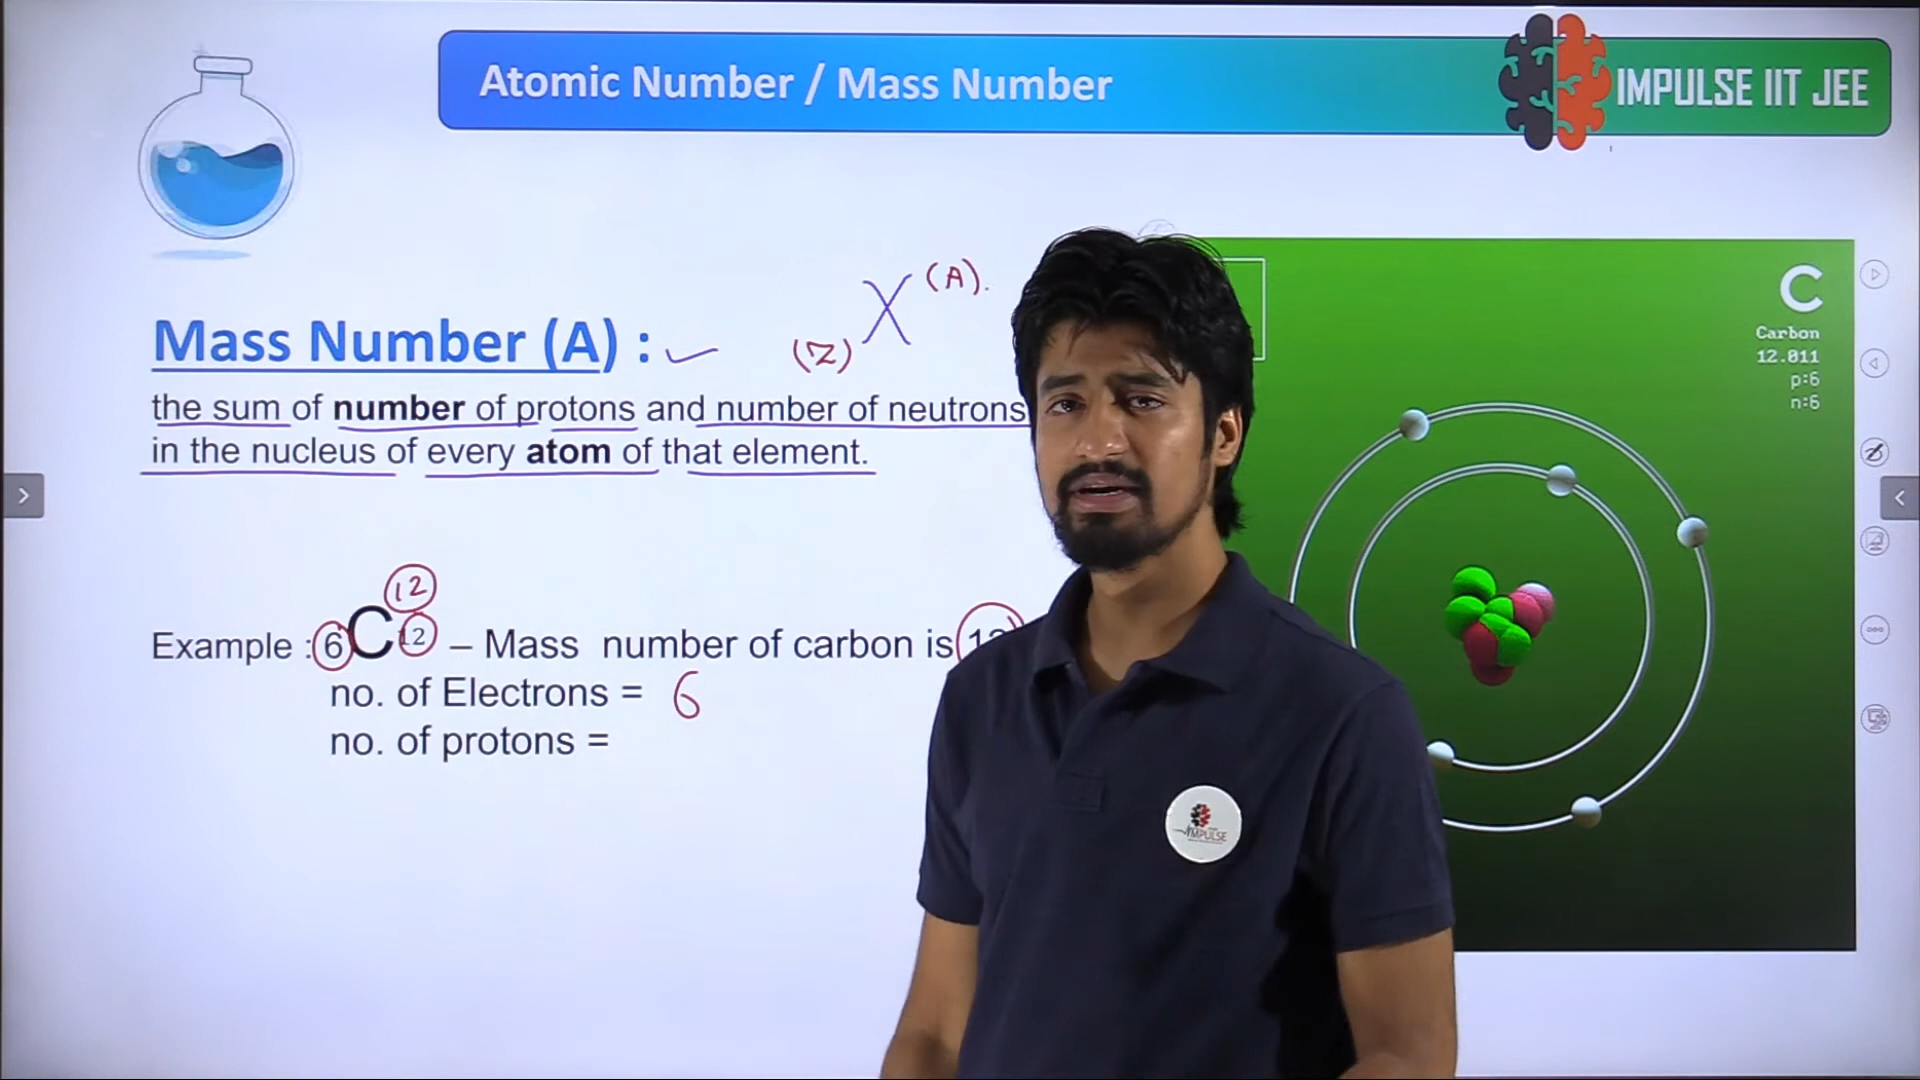 Atomic Number / Mass Number
IMPULSE IIT JEE
X (A).
(Z)
Mass Number (A) :
the sum of number of protons and number of neutrons
in the nucleus of every atom of that element.
12
Example : 6C12 – Mass number of carbon is
no. of Electrons = 6
no. of protons =
C
Carbon
12.011
p:6
n:6
IMPULSE